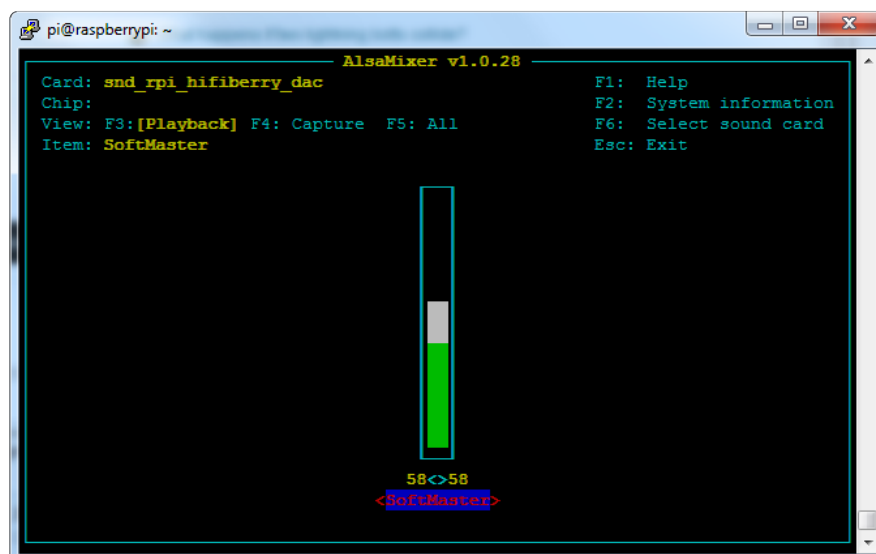 pi@raspberrypi: ~
AlsaMixer v1.0.28
Card: snd_rpi_hifiberry_dac F1: Help
Chip: F2: System information
View: F3:[Playback] F4: Capture F5: All F6: Select sound card
Item: SoftMaster Esc: Exit
58<>58
<SoftMaster>